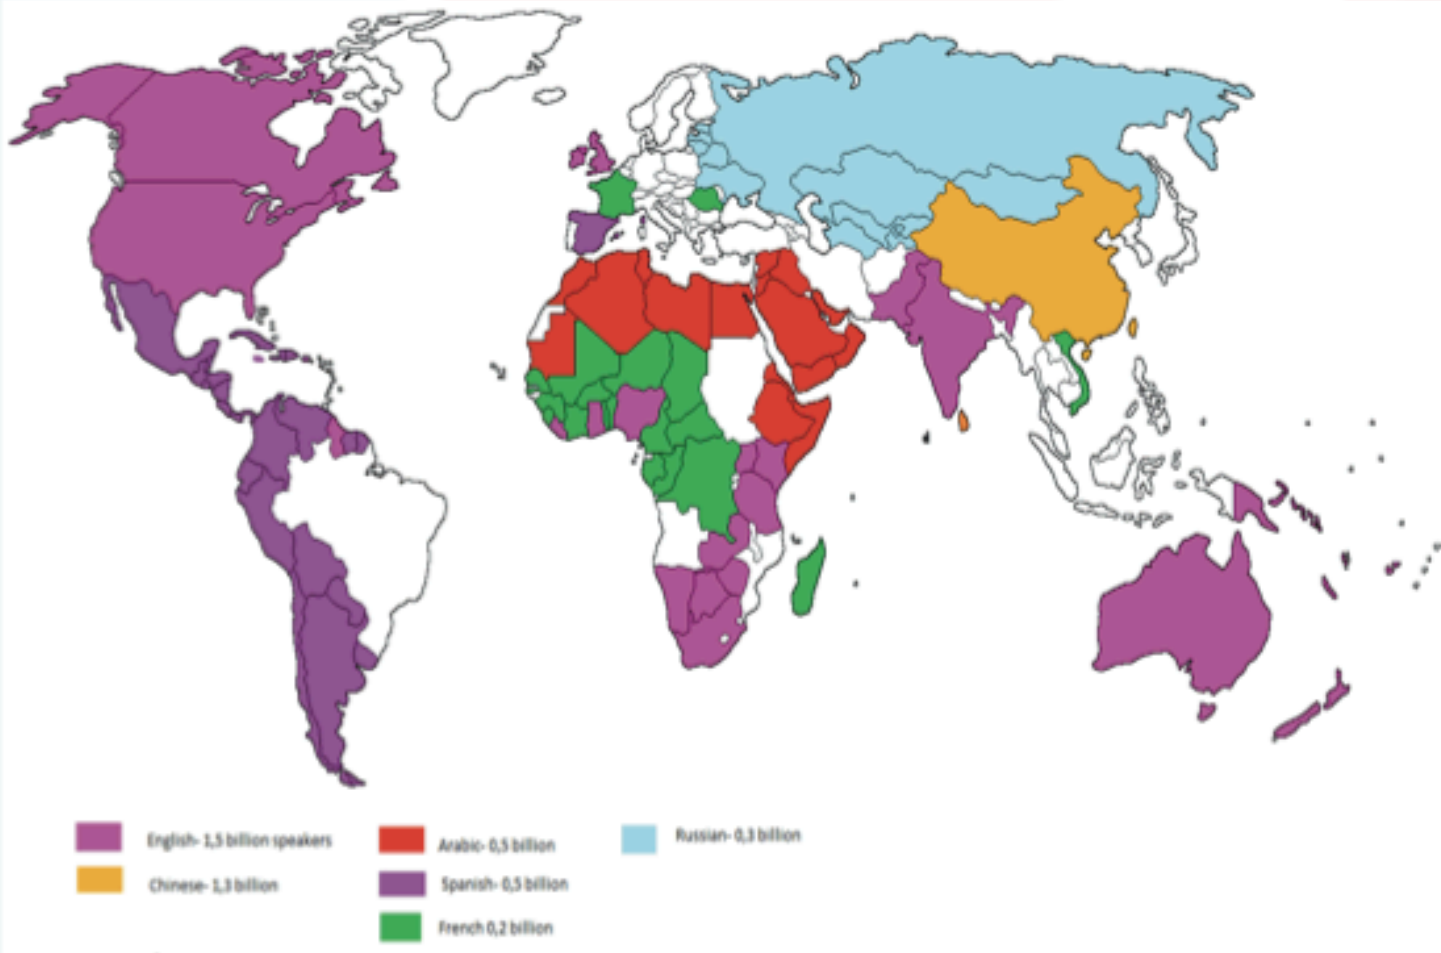 English- 1,5 billion speakers
Chinese- 1,3 billion
Arabic- 0,5 billion
Spanish- 0,5 billion
French 0,2 billion
Russian- 0,3 billion